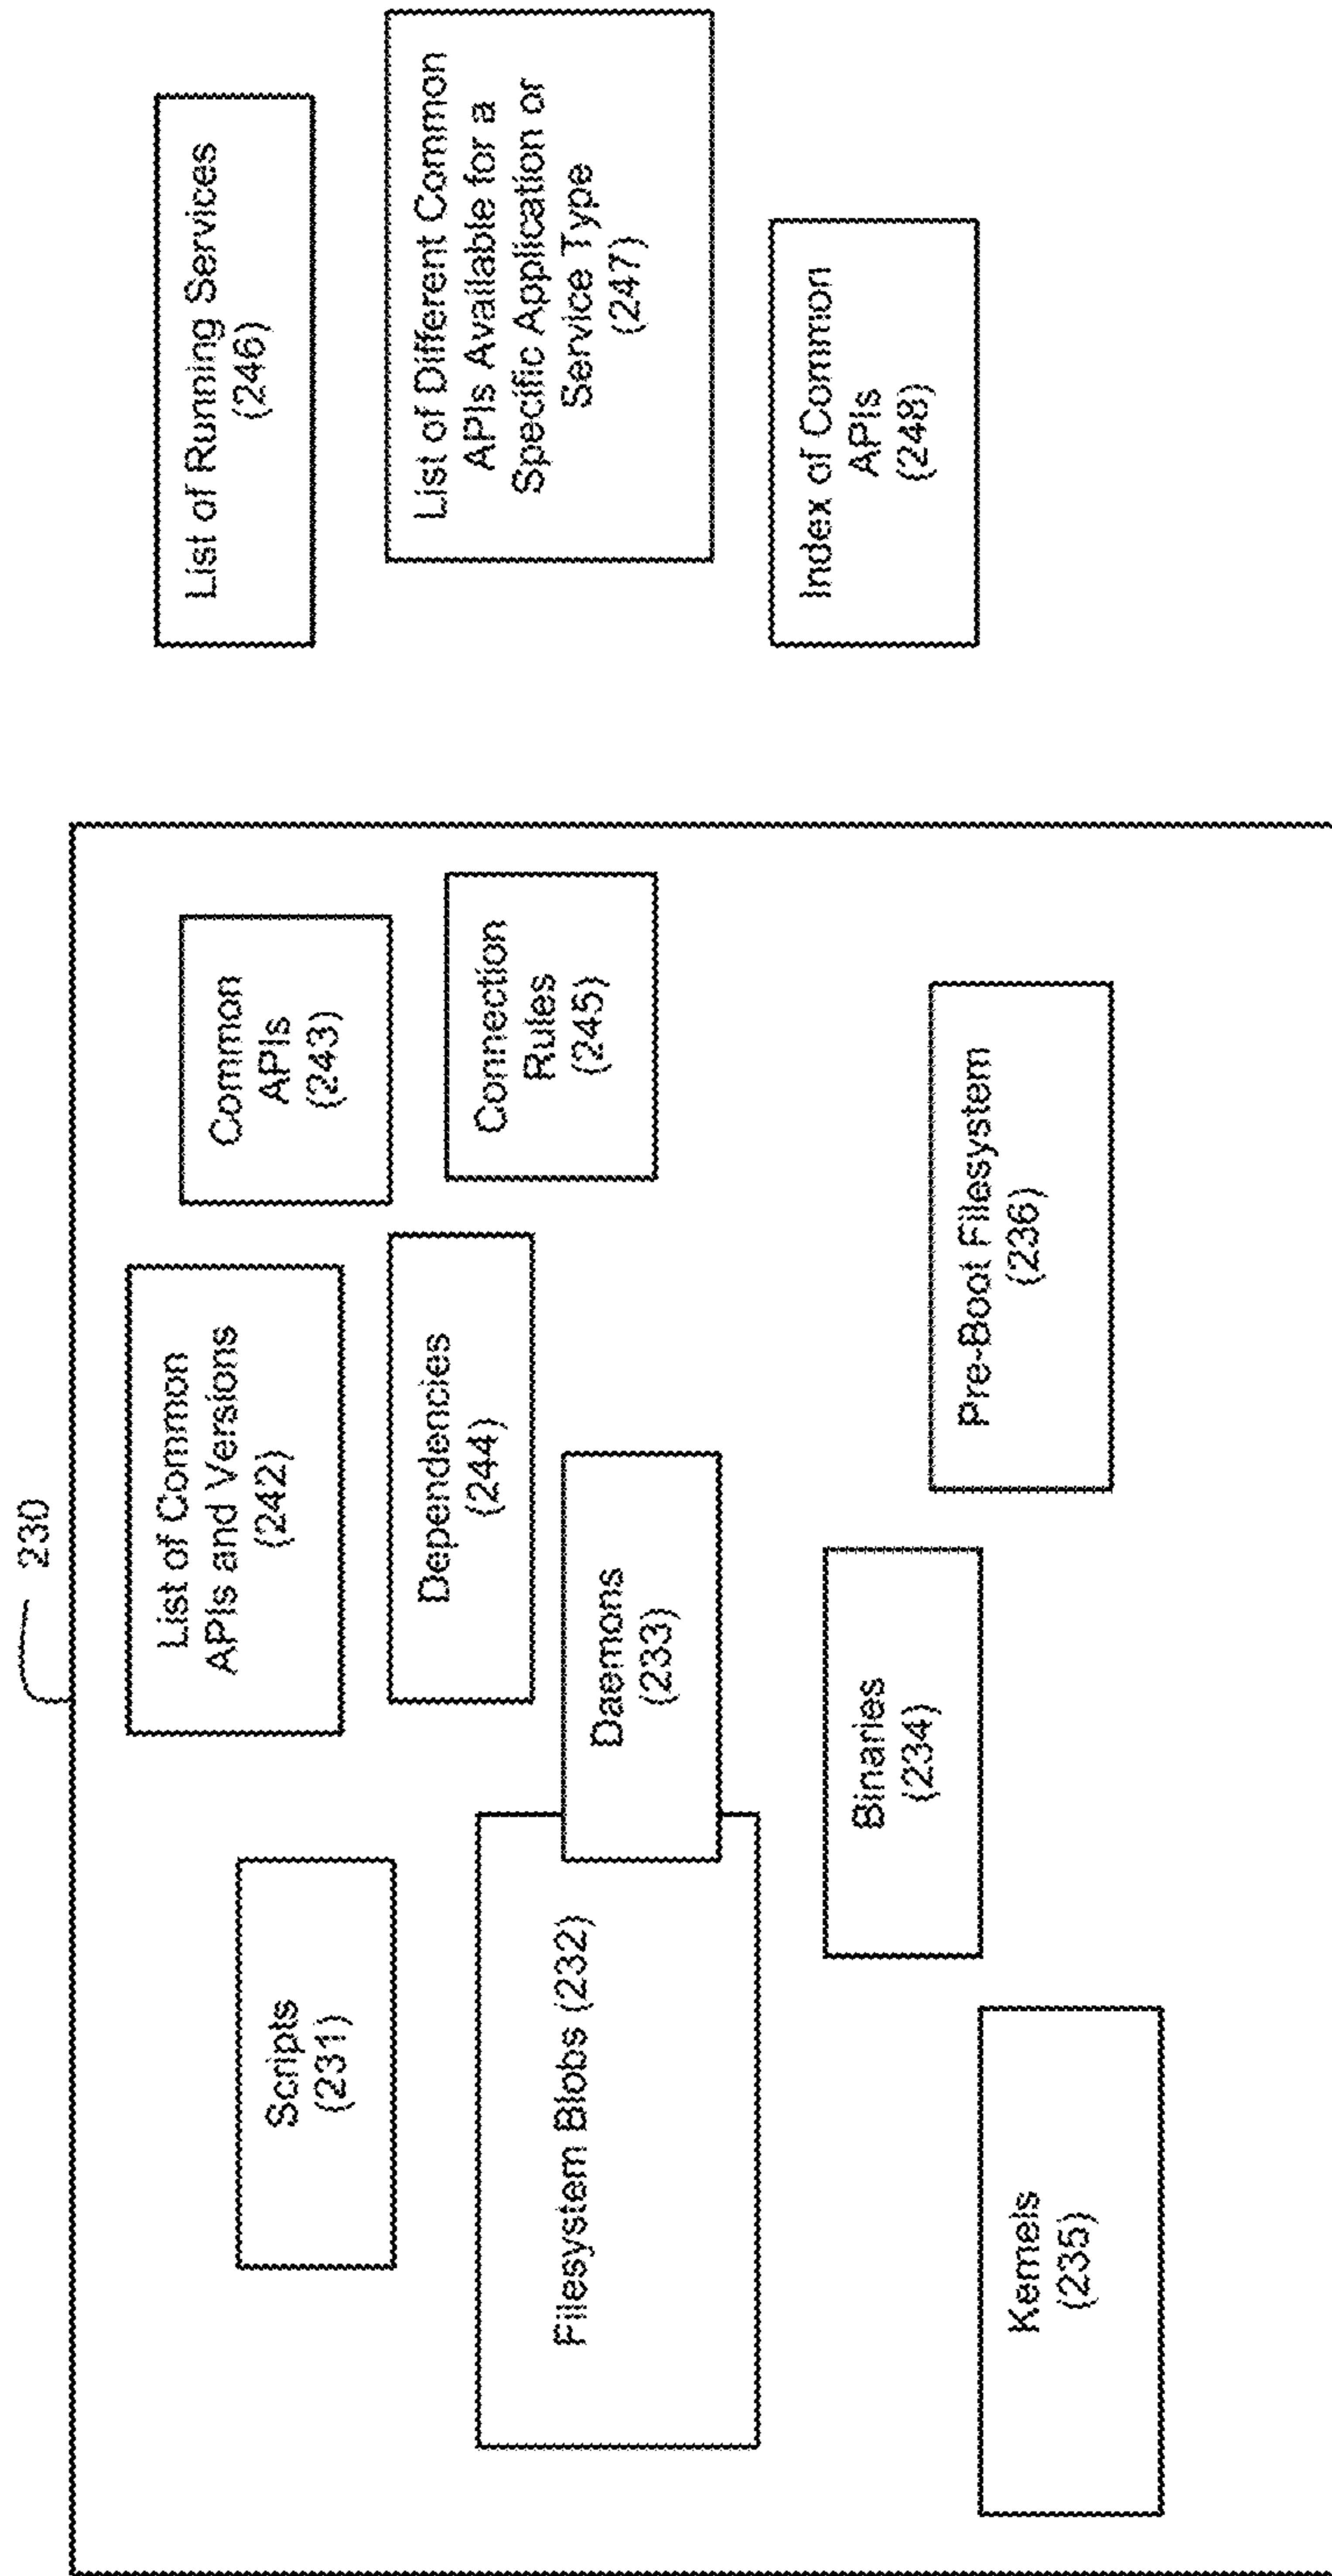 230
List of Common
APIs and Versions
(242)
Common
APIs
(243)
Scripts
(231)
Dependencies
(244)
Connection
Rules
(245)
Filesystem Blobs (232)
Daemons
(233)
Binaries
(234)
Pre-Boot Filesystem
(236)
Kernels
(235)
List of Running Services
(246)
List of Different Common
APIs Available for a
Specific Application or
Service Type
(247)
Index of Common
APIs
(248)